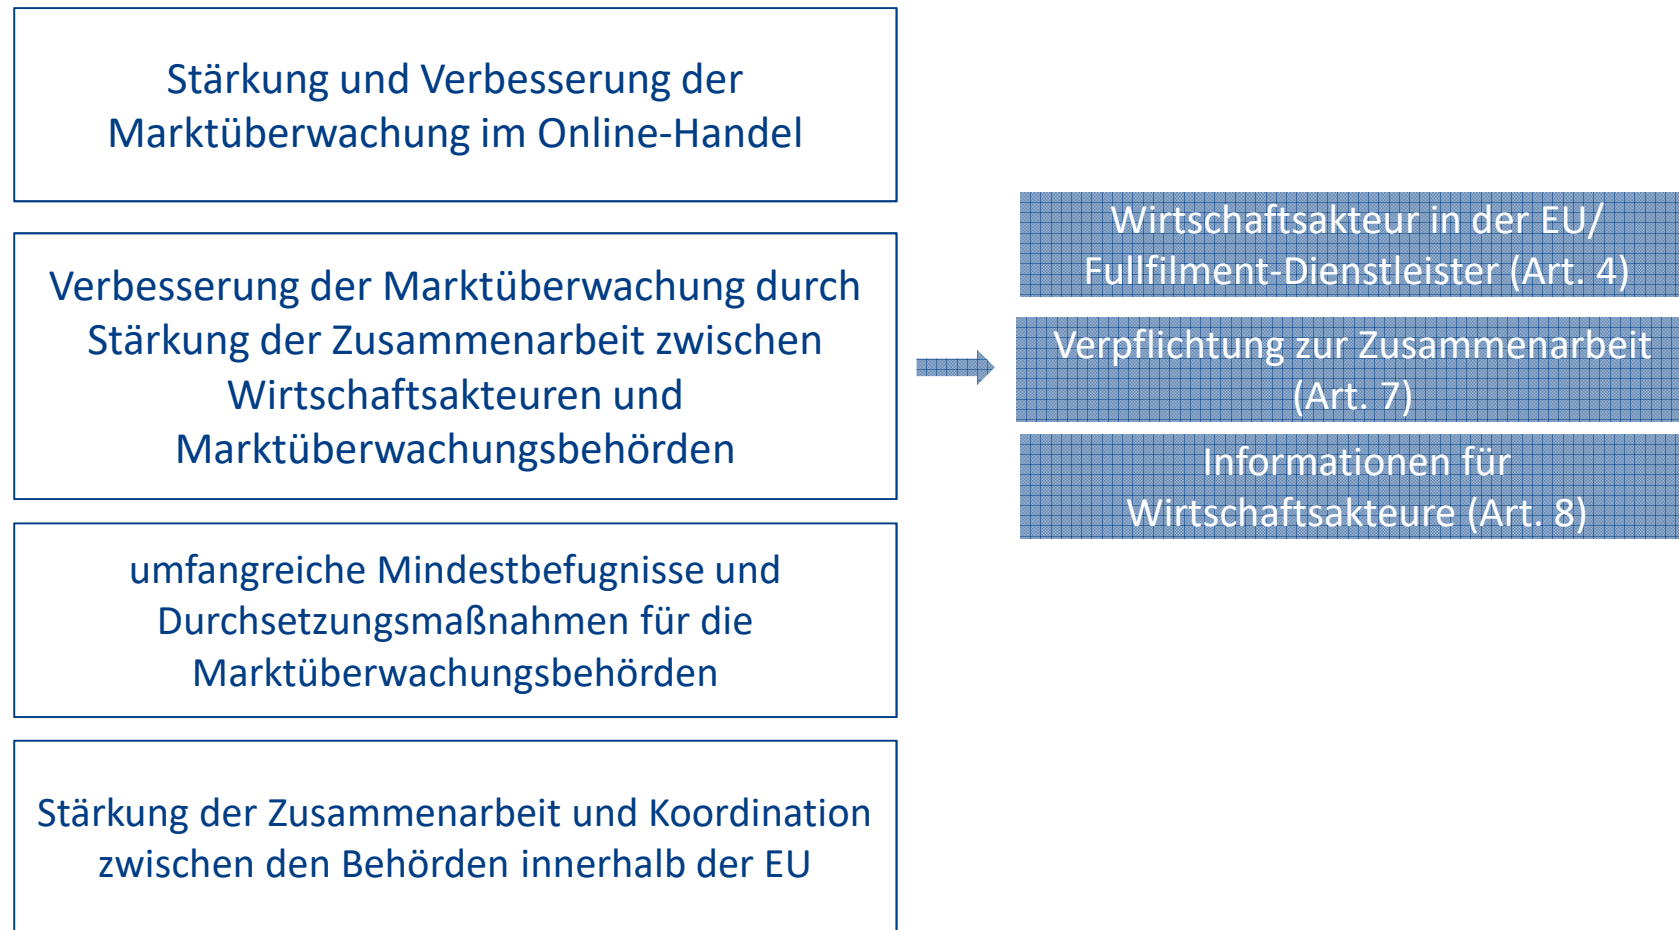 Stärkung und Verbesserung der
Marktüberwachung im Online-Handel
Verbesserung der Marktüberwachung durch
Stärkung der Zusammenarbeit zwischen
Wirtschaftsakteuren und
Marktüberwachungsbehörden
umfangreiche Mindestbefugnisse und
Durchsetzungsmaßnahmen für die
Marktüberwachungsbehörden
Stärkung der Zusammenarbeit und Koordination
zwischen den Behörden innerhalb der EU
Wirtschaftsakteur in der EU/
Fullfilment-Dienstleister (Art. 4)
Verpflichtung zur Zusammenarbeit
(Art. 7)
Informationen für
Wirtschaftsakteure (Art. 8)